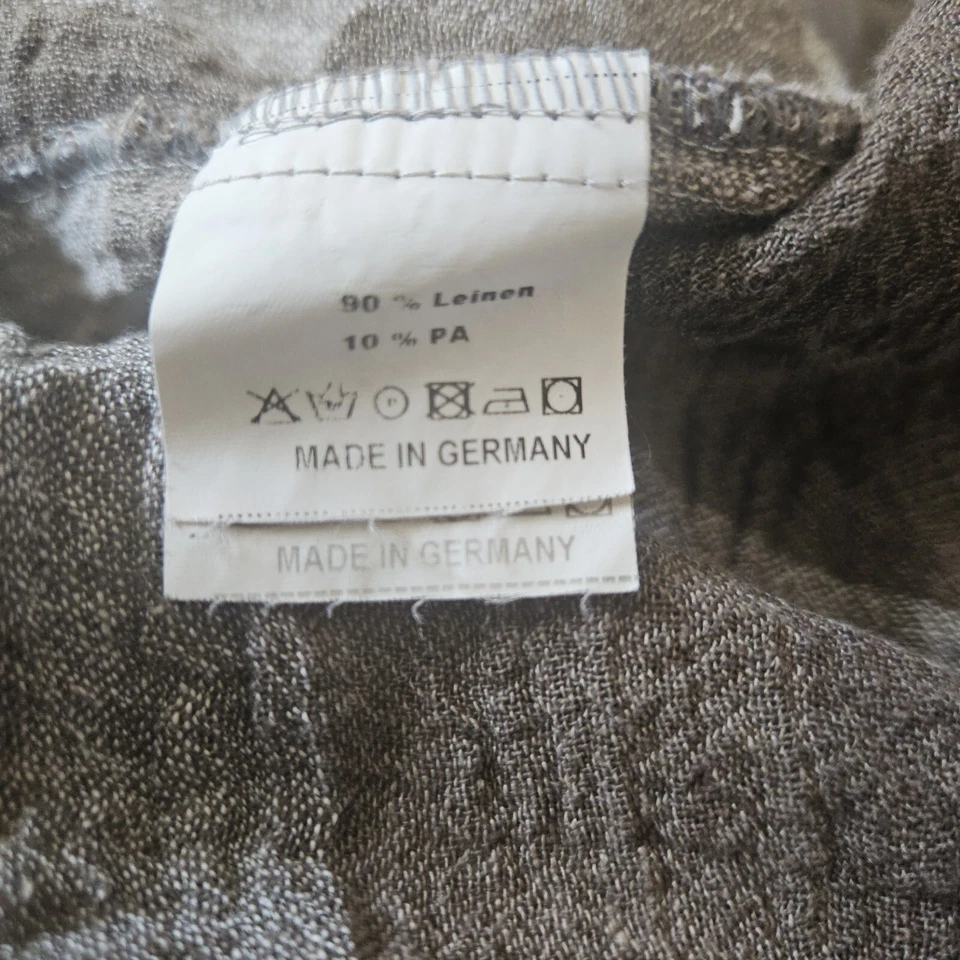 90 % Leinen
10 % PA
MADE IN GERMANY
MADE IN GERMANY